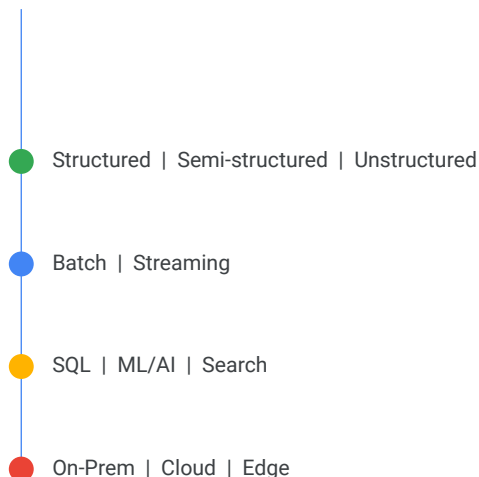 Structured | Semi-structured | Unstructured
Batch | Streaming
SQL | ML/AI | Search
On-Prem | Cloud | Edge